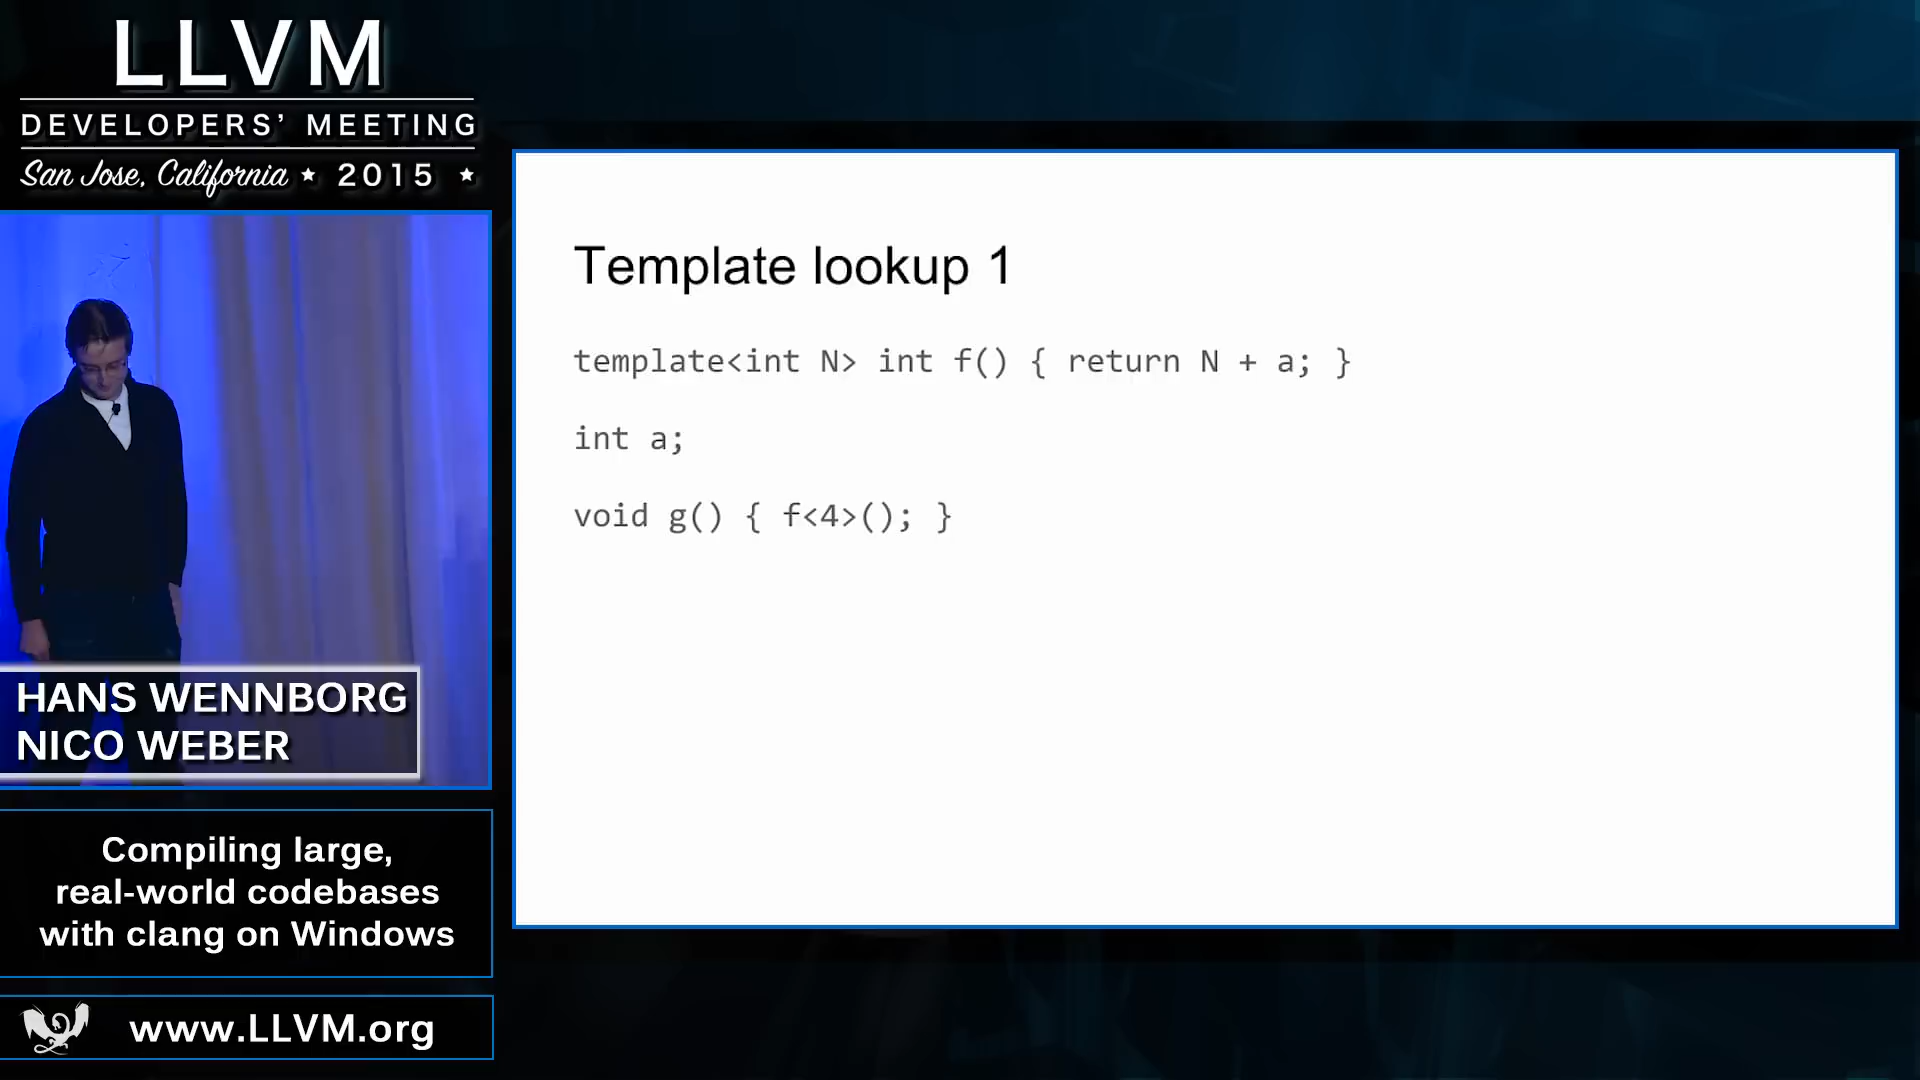 LLVM
DEVELOPERS' MEETING
San Jose, California ★ 2015 ★
HANS WENNBORG
NICO WEBER
Compiling large,
real-world codebases
with clang on Windows
www.LLVM.org
Template lookup 1
template<int N> int f() { return N + a; }
int a;
void g() { f<4>(); }